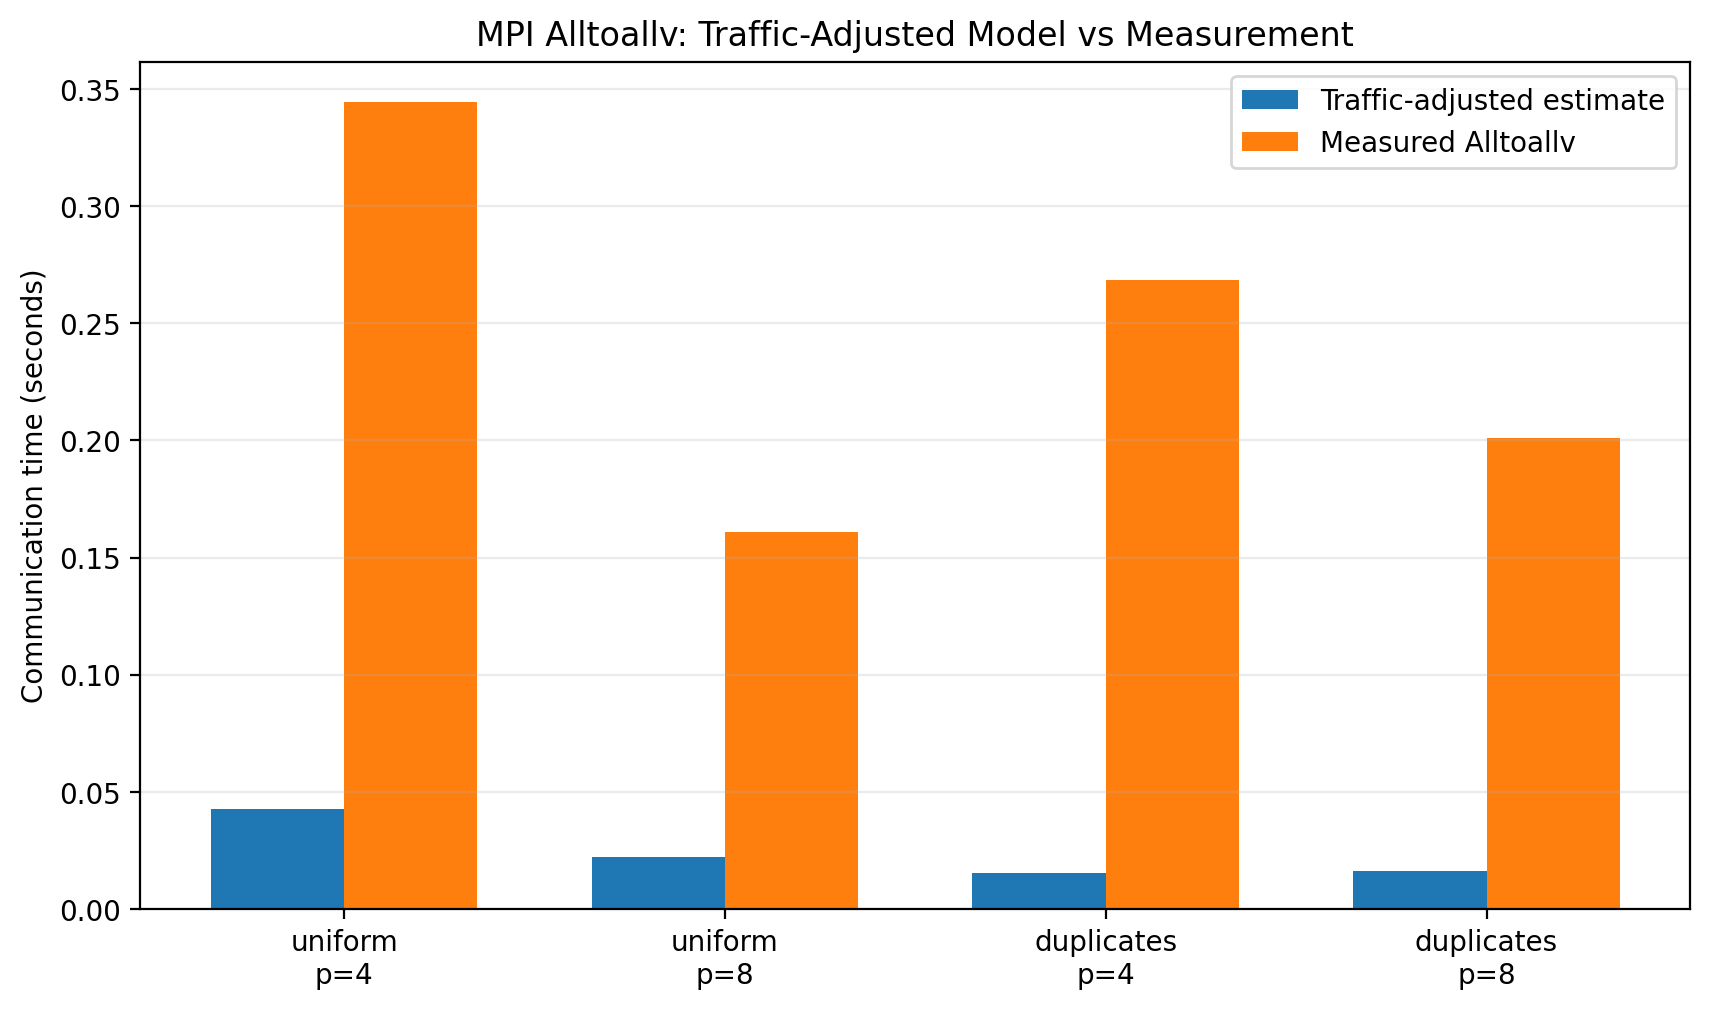 MPI Alltoallv: Traffic-Adjusted Model vs Measurement
Traffic-adjusted estimate
Measured Alltoallv
Communication time (seconds)
0.35
0.30
0.25
0.20
0.15
0.10
0.05
0.00
uniform
p=4
uniform
p=8
duplicates
p=4
duplicates
p=8